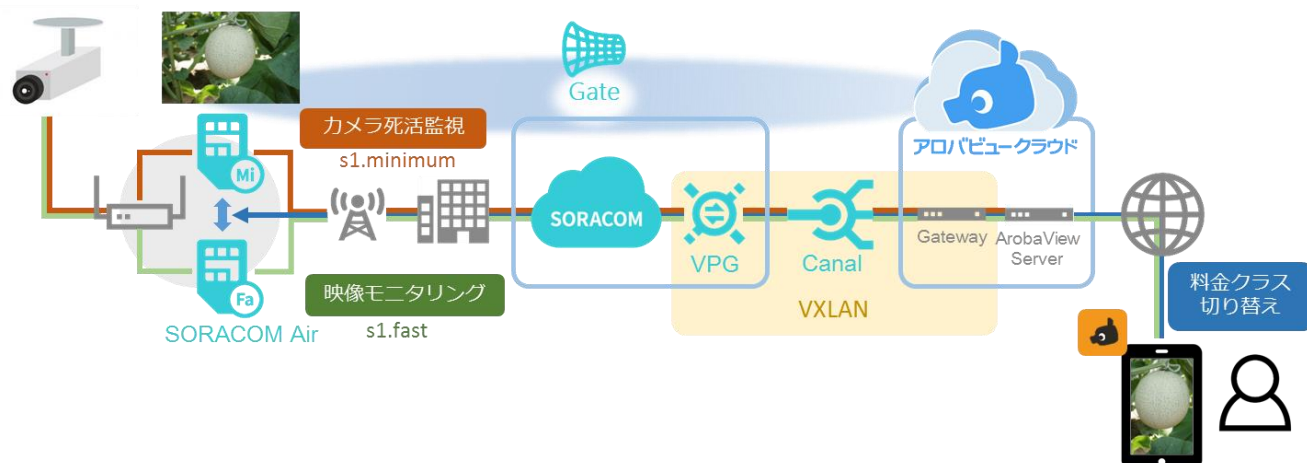 Gate
カメラ死活監視
s1.minimum
アロバビュークラウド
Mi
SORACOM
Gateway
ArobaView
Server
VPG
Canal
Fa
映像モニタリング
料金クラス
切り替え
VXLAN
SORACOM Air
s1.fast